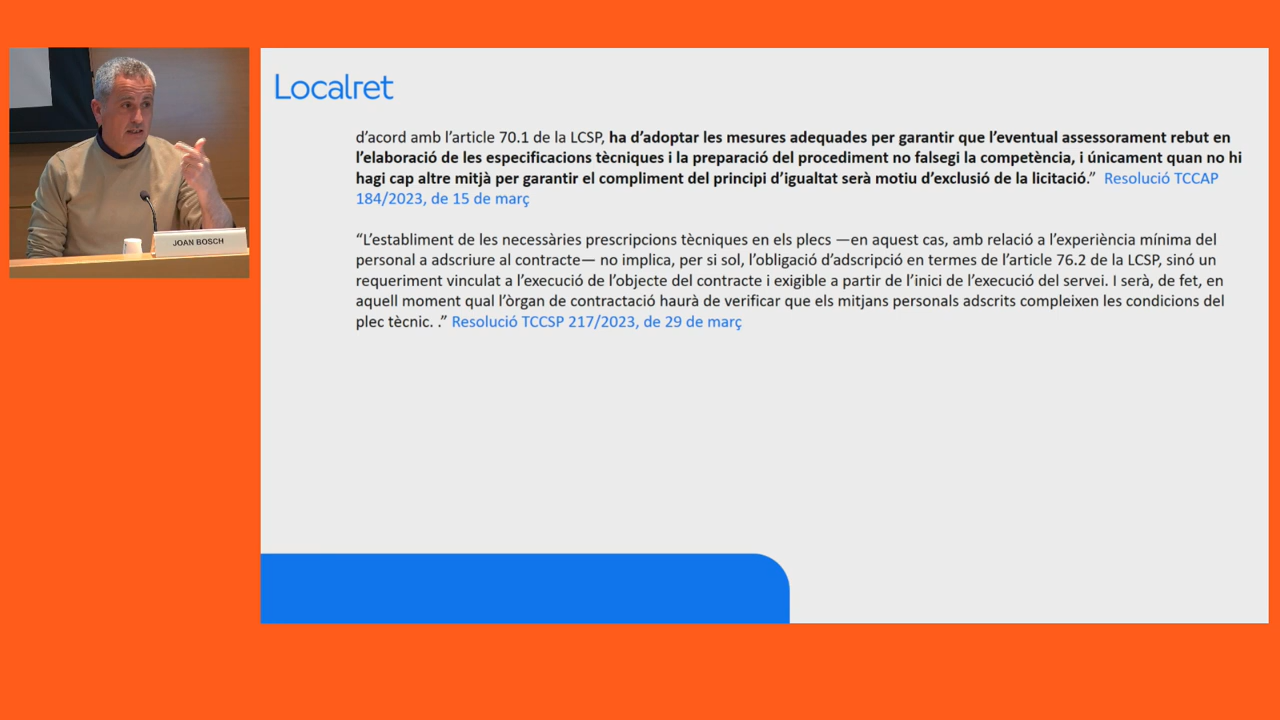 Localret
d’acord amb l’article 70.1 de la LCSP, ha d’adoptar les mesures adequades per garantir que l’eventual assessorament rebut en
l’elaboració de les especificacions tècniques i la preparació del procediment no falsegi la competència, i únicament quan no hi
hagi cap altre mitjà per garantir el compliment del principi d’igualtat serà motiu d’exclusió de la licitació.” Resolució TCCAP
184/2023, de 15 de març
“L’establiment de les necessàries prescripcions tècniques en els plecs —en aquest cas, amb relació a l’experiència mínima del
personal a adscriure al contracte— no implica, per si sol, l’obligació d’adscripció en termes de l’article 76.2 de la LCSP, sinó un
requeriment vinculat a l’execució de l’objecte del contracte i exigible a partir de l’inici de l’execució del servei. I serà, de fet, en
aquell moment qual l’òrgan de contractació haurà de verificar que els mitjans personals adscrits compleixen les condicions del
plec tècnic. .” Resolució TCCSP 217/2023, de 29 de març
JOAN BOSCH